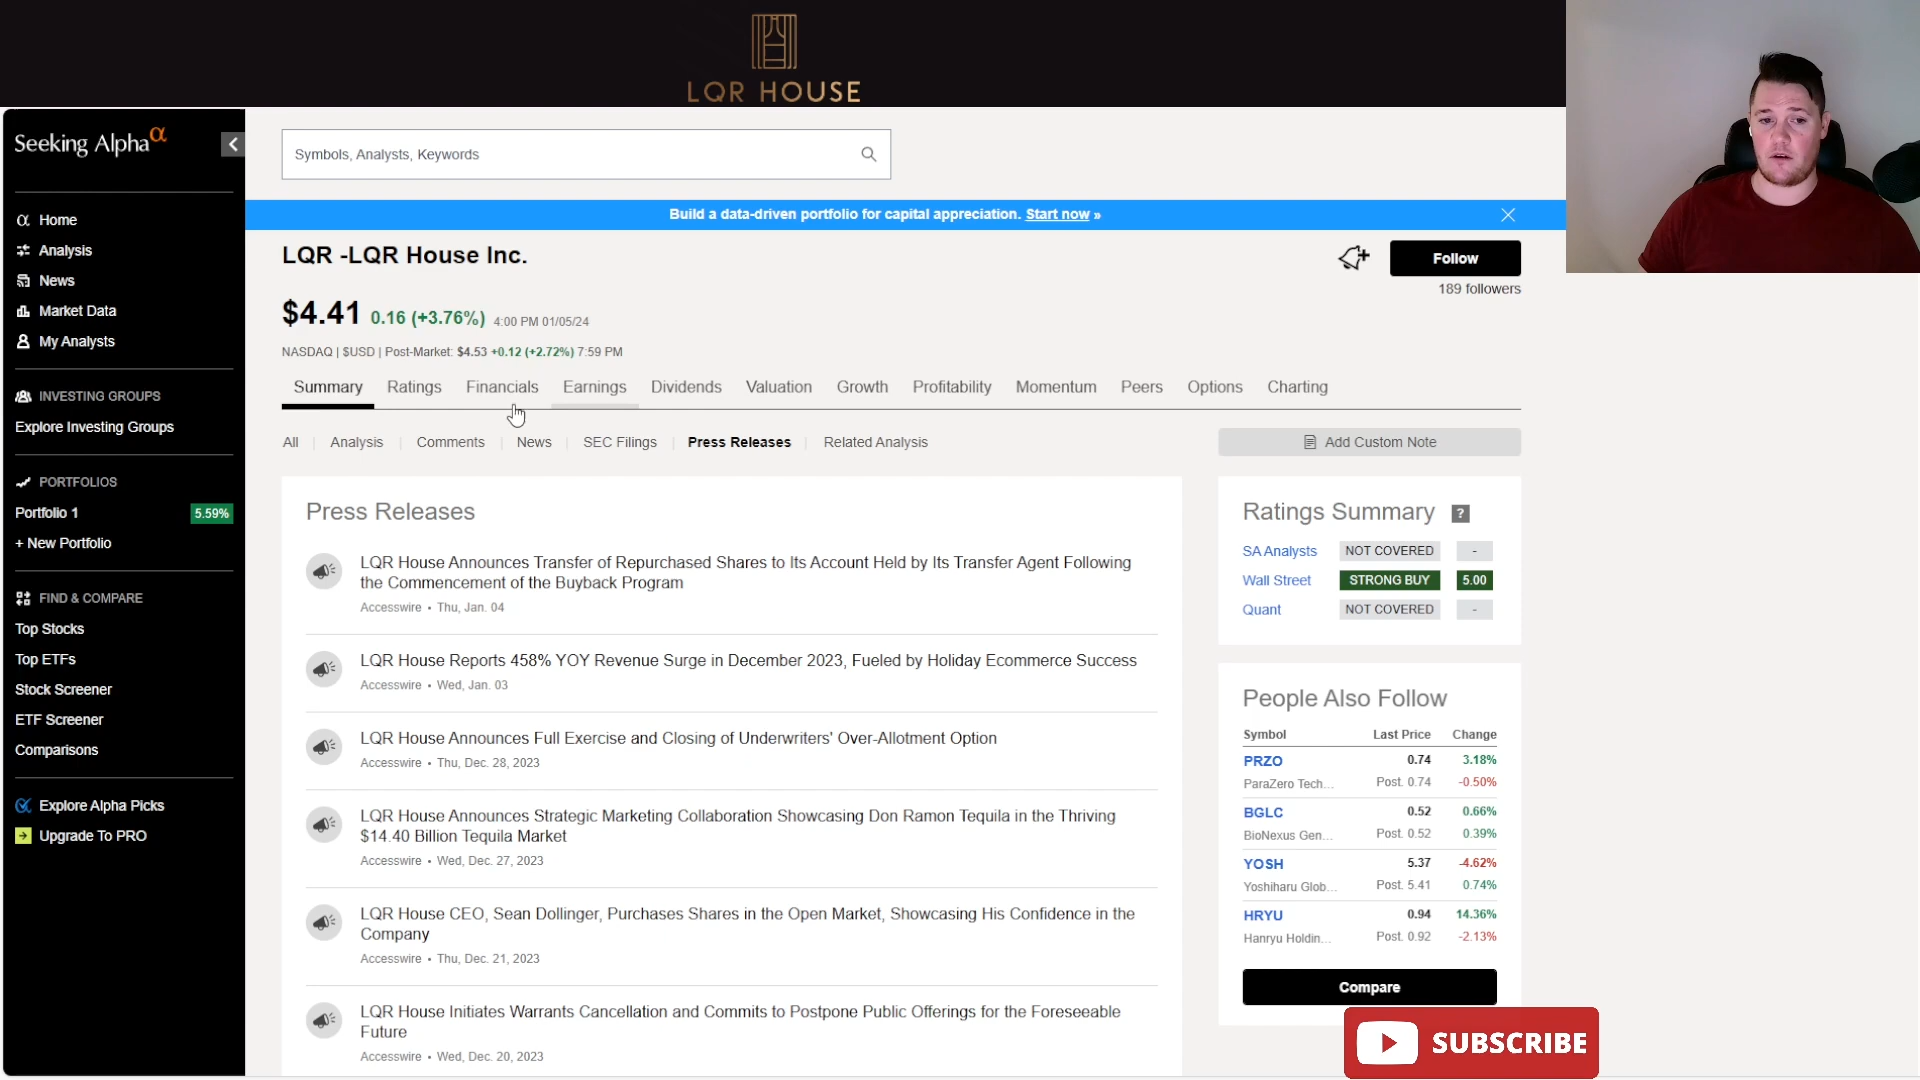 LQR HOUSE
Seeking Alpha α
Symbols, Analysts, Keywords
Build a data-driven portfolio for capital appreciation. Start now »
Home
Analysis
News
Market Data
My Analysts
INVESTING GROUPS
Explore Investing Groups
PORTFOLIOS
Portfolio 1 5.59%
+ New Portfolio
FIND & COMPARE
Top Stocks
Top ETFs
Stock Screener
ETF Screener
Comparisons
Explore Alpha Picks
Upgrade To PRO
LQR -LQR House Inc.
Follow
189 followers
$4.41 0.16 (+3.76%) 4:00 PM 01/05/24
NASDAQ | $USD | Post-Market: $4.53 +0.12 (+2.72%) 7:59 PM
Summary Ratings Financials Earnings Dividends Valuation Growth Profitability Momentum Peers Options Charting
All | Analysis | Comments | News | SEC Filings | Press Releases | Related Analysis
Add Custom Note
Press Releases
LQR House Announces Transfer of Repurchased Shares to Its Account Held by Its Transfer Agent Following
the Commencement of the Buyback Program
Accesswire • Thu, Jan. 04
LQR House Reports 458% YOY Revenue Surge in December 2023, Fueled by Holiday Ecommerce Success
Accesswire • Wed, Jan. 03
LQR House Announces Full Exercise and Closing of Underwriters' Over-Allotment Option
Accesswire • Thu, Dec. 28, 2023
LQR House Announces Strategic Marketing Collaboration Showcasing Don Ramon Tequila in the Thriving
$14.40 Billion Tequila Market
Accesswire • Wed, Dec. 27, 2023
LQR House CEO, Sean Dollinger, Purchases Shares in the Open Market, Showcasing His Confidence in the
Company
Accesswire • Thu, Dec. 21, 2023
LQR House Initiates Warrants Cancellation and Commits to Postpone Public Offerings for the Foreseeable
Future
Accesswire • Wed, Dec. 20, 2023
Ratings Summary ?
SA Analysts NOT COVERED -
Wall Street STRONG BUY 5.00
Quant NOT COVERED -
People Also Follow
Symbol Last Price Change
PRZO 0.74 3.18%
ParaZero Tech... Post. 0.74 -0.50%
BGLC 0.52 0.66%
BioNexus Gen... Post. 0.52 0.39%
YOSH 5.37 -4.62%
Yoshiharu Glob... Post. 5.41 0.74%
HRYU 0.94 14.36%
Hanryu Holdin... Post. 0.92 -2.13%
Compare
SUBSCRIBE